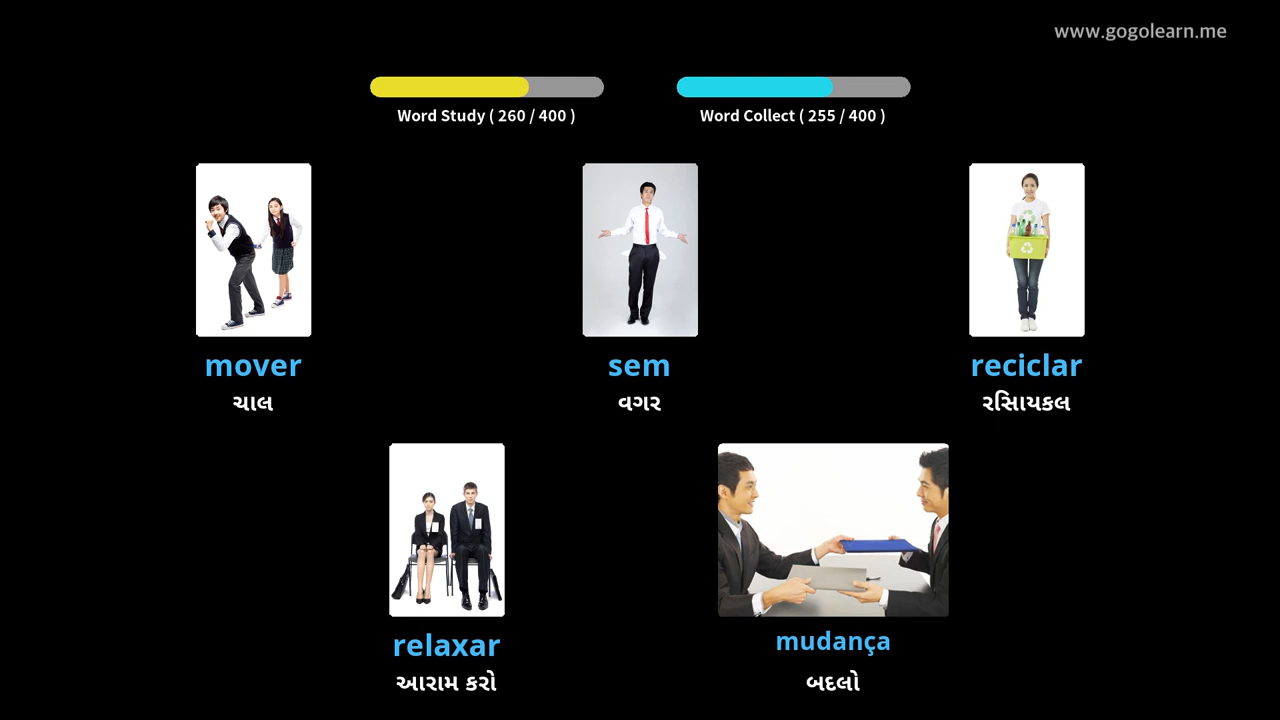 www.gogolearn.me
Word Study ( 260 / 400 )
Word Collect ( 255 / 400 )
mover
ચાલ
sem
વગર
reciclar
રિસાયકલ
relaxar
આરામ કરો
mudança
બદલો